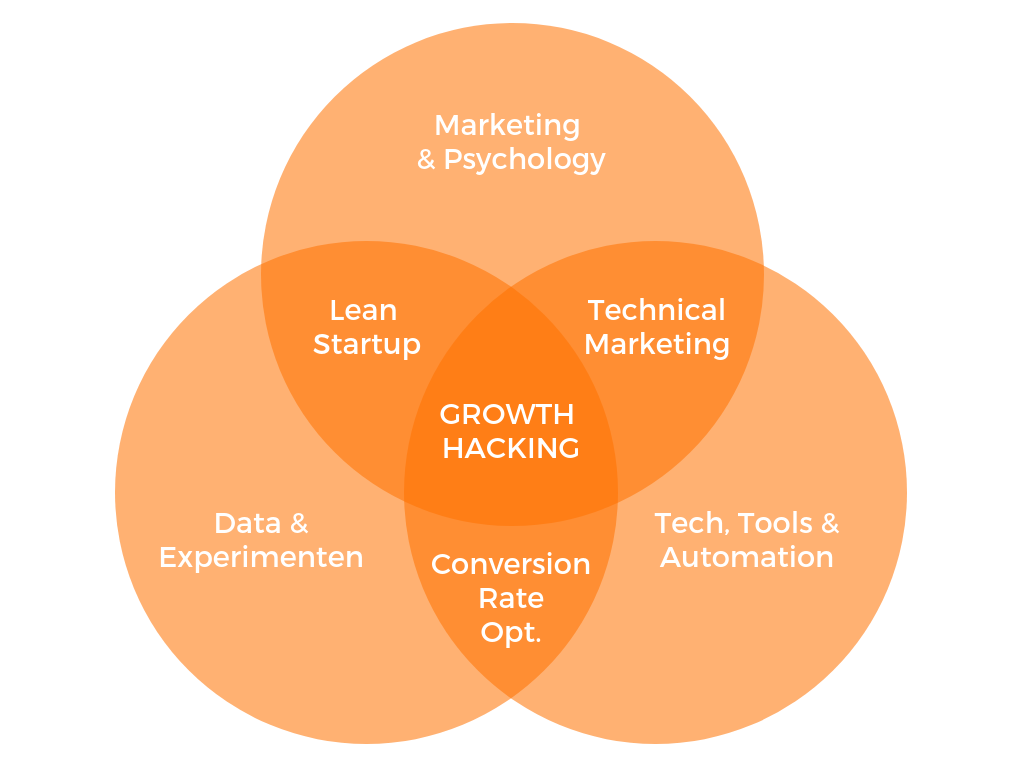 Marketing
& Psychology
Lean
Startup
Technical
Marketing
GROWTH
HACKING
Data &
Experimenten
Tech, Tools &
Automation
Conversion
Rate
Opt.